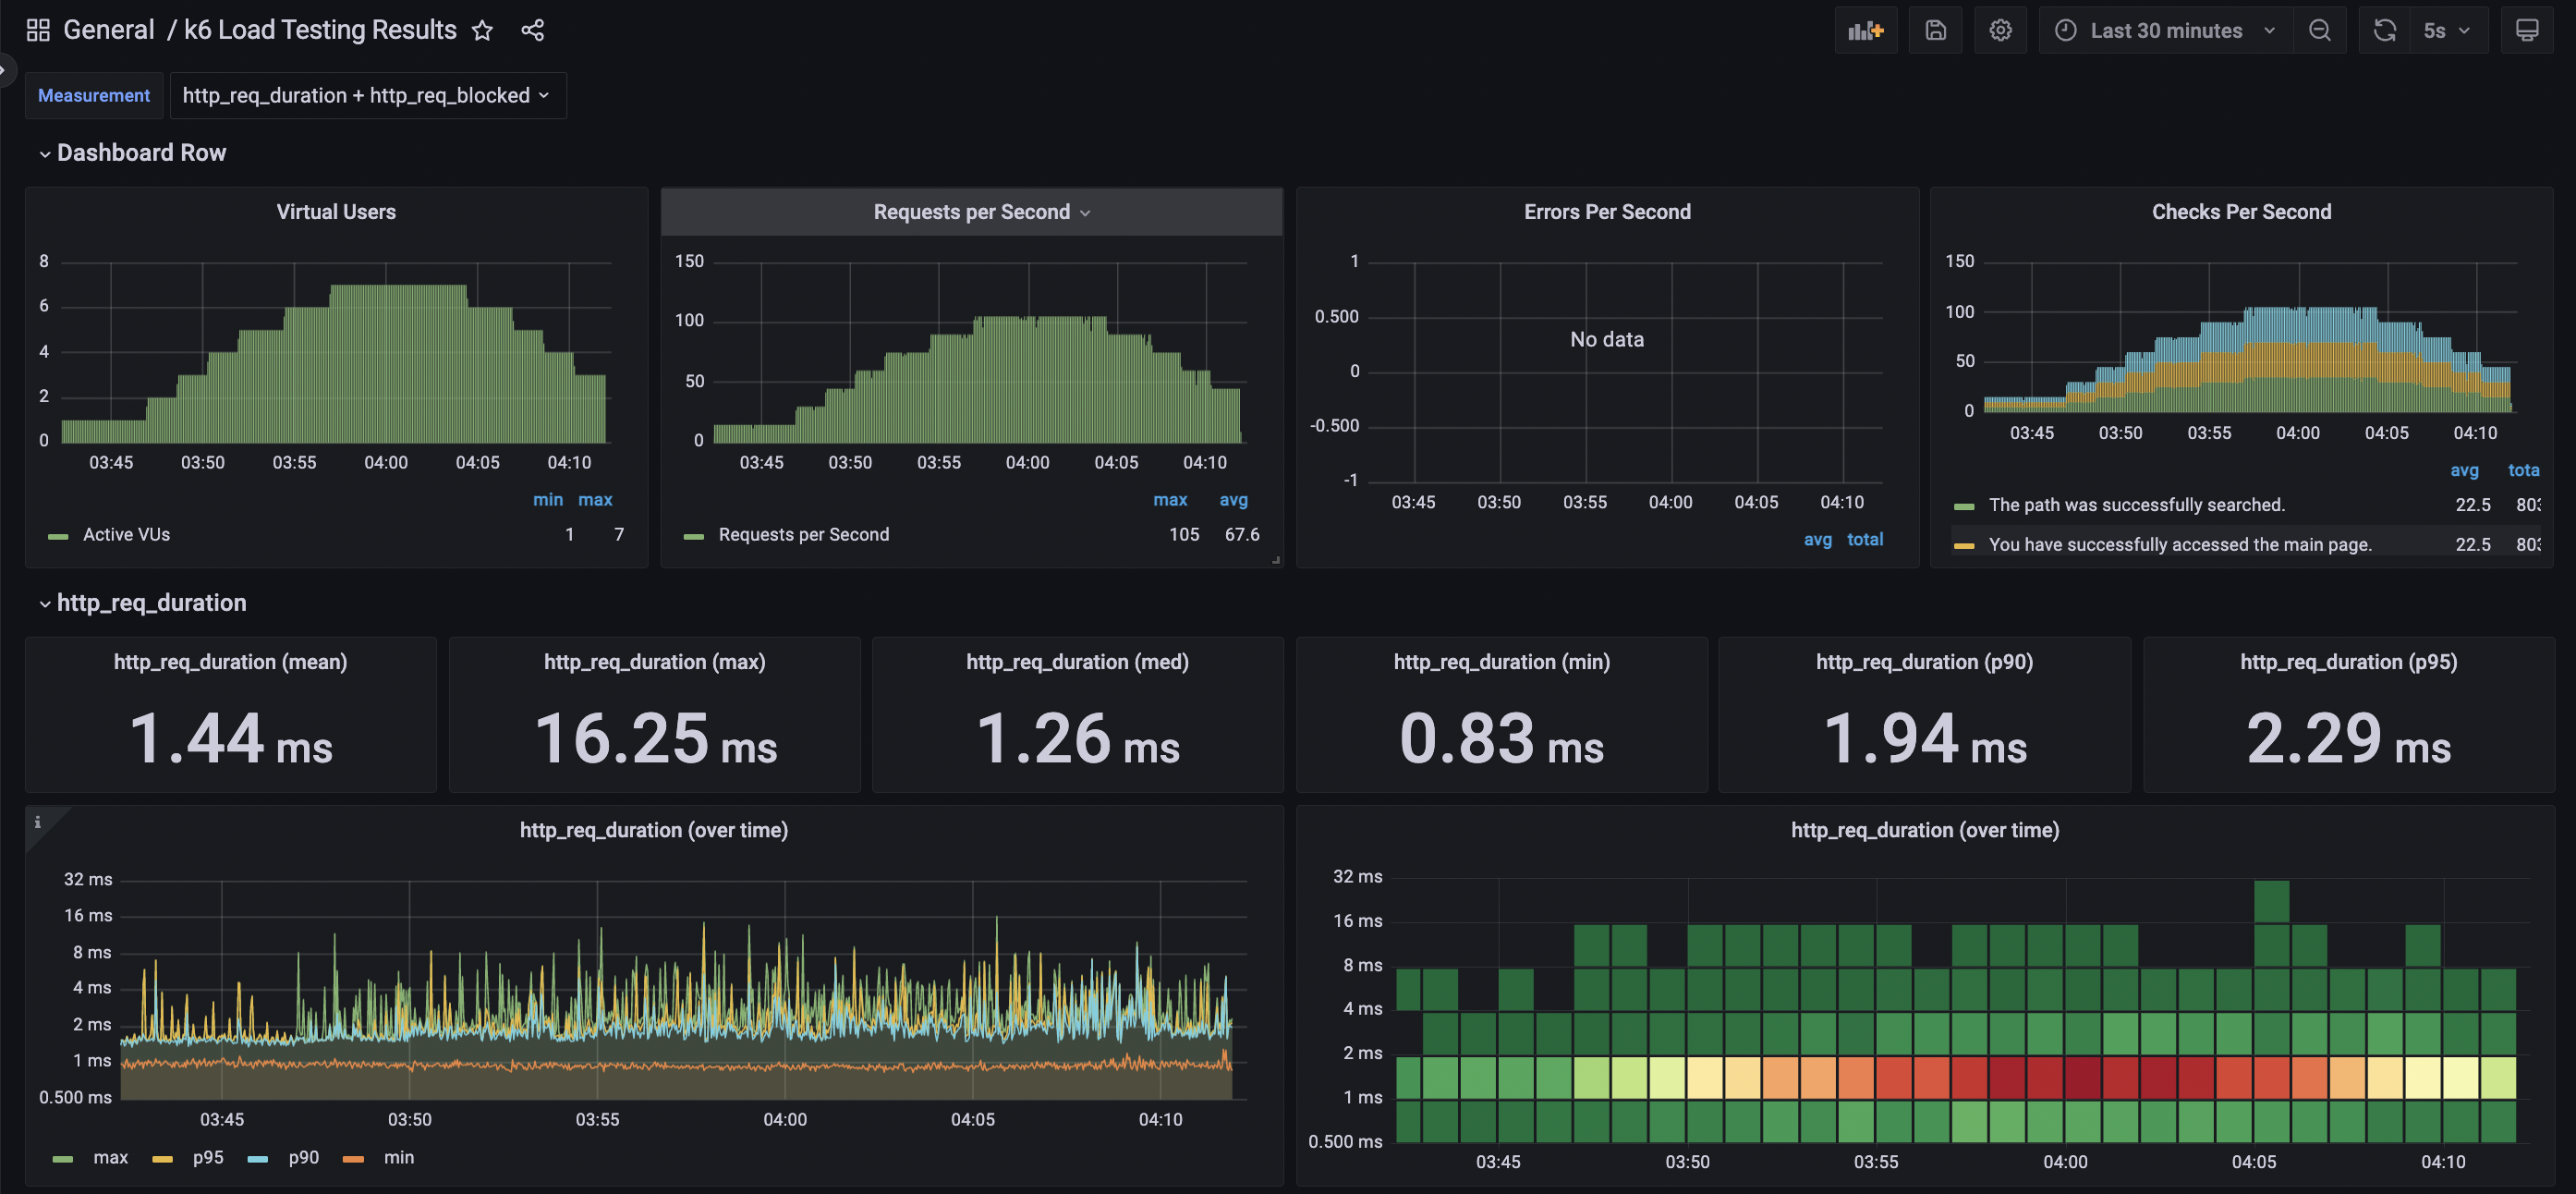 General / k6 Load Testing Results
Last 30 minutes
5s
Measurement
http_req_duration + http_req_blocked
Dashboard Row
Virtual Users
8
6
4
2
0
03:45 03:50 03:55 04:00 04:05 04:10
min max
Active VUs 1 7
Requests per Second
150
100
50
0
03:45 03:50 03:55 04:00 04:05 04:10
max avg
Requests per Second 105 67.6
Errors Per Second
1
0.500
0
-0.500
-1
No data
03:45 03:50 03:55 04:00 04:05 04:10
avg total
Checks Per Second
150
100
50
0
03:45 03:50 03:55 04:00 04:05 04:10
avg tota
The path was successfully searched. 22.5 803
You have successfully accessed the main page. 22.5 803
http_req_duration
http_req_duration (mean)
1.44 ms
http_req_duration (max)
16.25 ms
http_req_duration (med)
1.26 ms
http_req_duration (min)
0.83 ms
http_req_duration (p90)
1.94 ms
http_req_duration (p95)
2.29 ms
http_req_duration (over time)
32 ms
16 ms
8 ms
4 ms
2 ms
1 ms
0.500 ms
03:45 03:50 03:55 04:00 04:05 04:10
max p95 p90 min
http_req_duration (over time)
32 ms
16 ms
8 ms
4 ms
2 ms
1 ms
0.500 ms
03:45 03:50 03:55 04:00 04:05 04:10